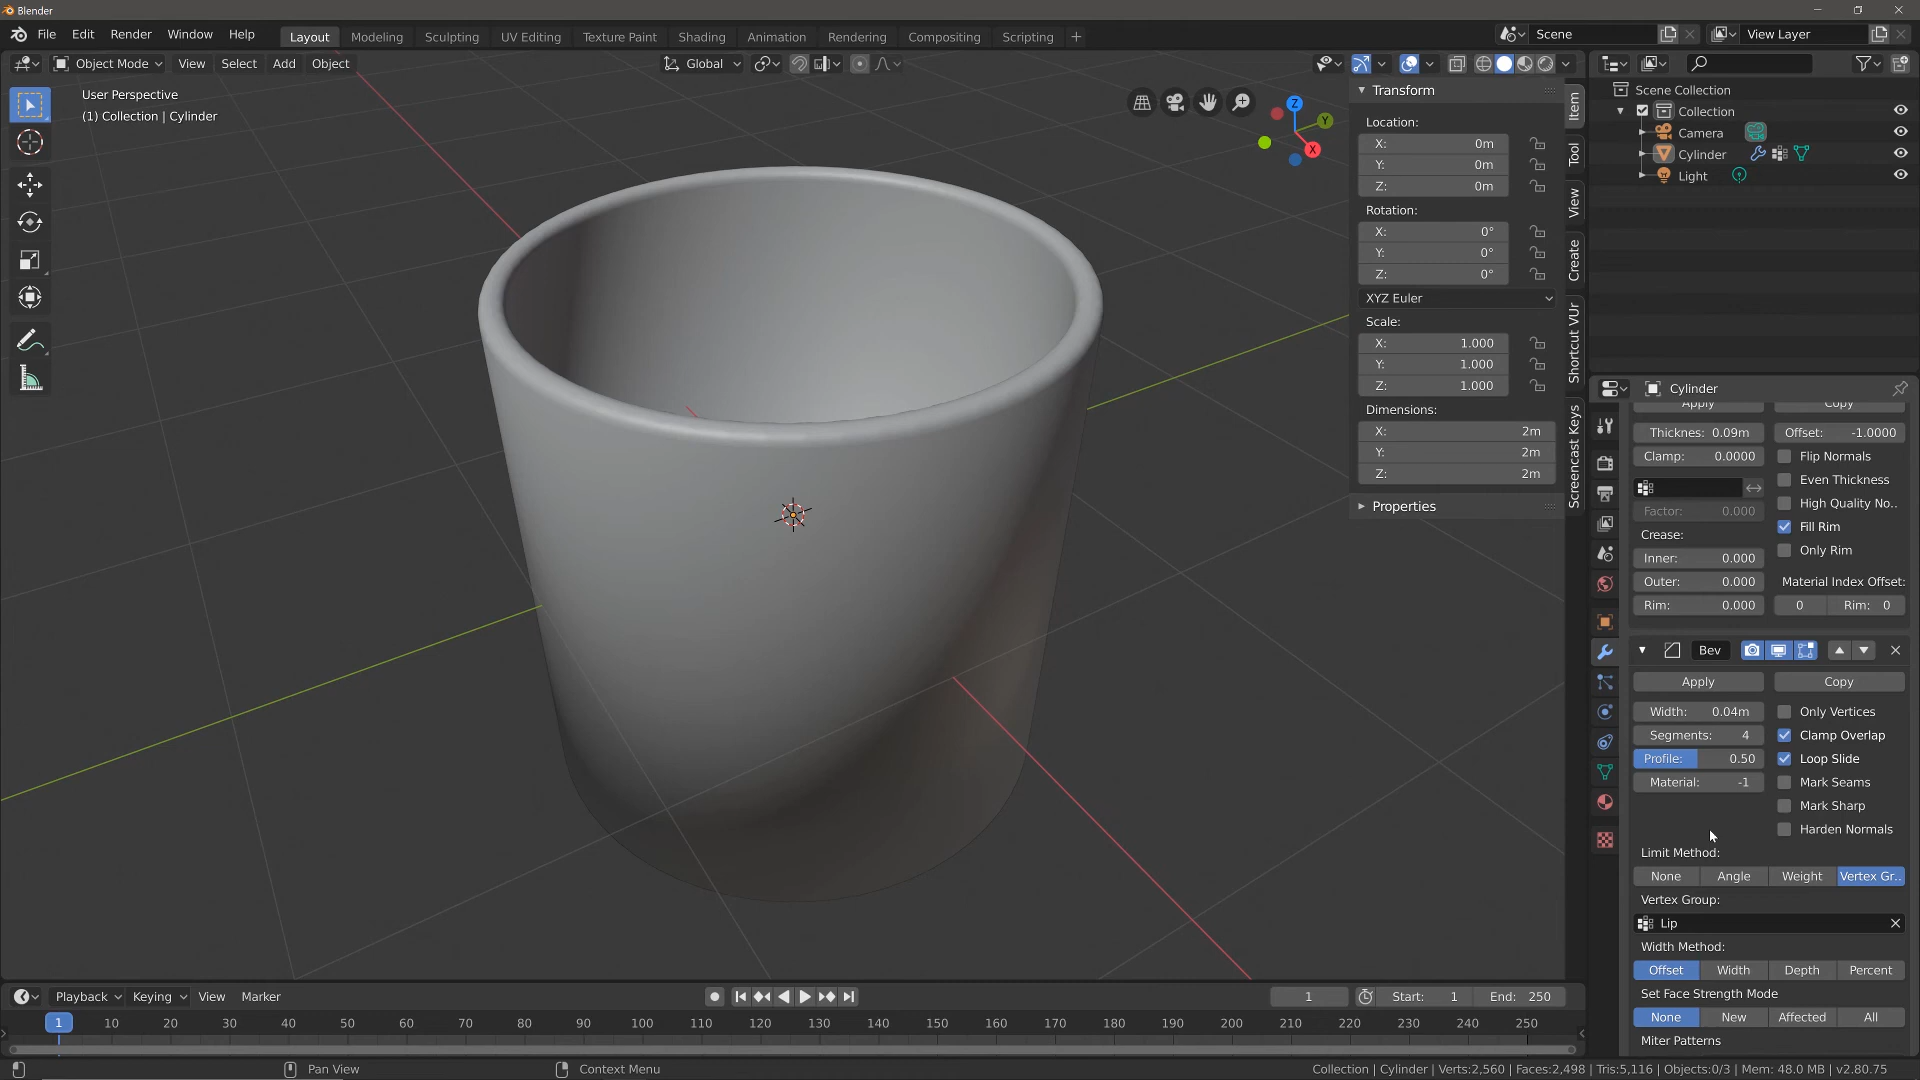 Blender
File Edit Render Window Help
Layout Modeling Sculpting UV Editing Texture Paint Shading Animation Rendering Compositing Scripting +
Scene
View Layer
Object Mode View Select Add Object
Global
User Perspective
(1) Collection | Cylinder
Z
Y
X
Transform
Location:
X: 0m
Y: 0m
Z: 0m
Rotation:
X: 0°
Y: 0°
Z: 0°
XYZ Euler
Scale:
X: 1.000
Y: 1.000
Z: 1.000
Dimensions:
X: 2m
Y: 2m
Z: 2m
Properties
Item
Tool
View
Create
Shortcut VUr
Screencast Keys
Scene Collection
Collection
Camera
Cylinder
Light
Cylinder
Apply Copy
Thicknes: 0.09m Offset: -1.0000
Clamp: 0.0000 Flip Normals
Even Thickness
High Quality No..
Factor: 0.000
Fill Rim
Crease:
Only Rim
Inner: 0.000
Outer: 0.000 Material Index Offset:
Rim: 0.000 0 Rim: 0
Bev
Apply Copy
Width: 0.04m Only Vertices
Segments: 4 Clamp Overlap
Profile: 0.50 Loop Slide
Material: -1 Mark Seams
Mark Sharp
Harden Normals
Limit Method:
None Angle Weight Vertex Gr..
Vertex Group:
Lip
Width Method:
Offset Width Depth Percent
Set Face Strength Mode
None New Affected All
Miter Patterns
Playback Keying View Marker
1 Start: 1 End: 250
1 10 20 30 40 50 60 70 80 90 100 110 120 130 140 150 160 170 180 190 200 210 220 230 240 250
Pan View Context Menu
Collection | Cylinder | Verts:2,560 | Faces:2,498 | Tris:5,116 | Objects:0/3 | Mem: 48.0 MB | v2.80.75